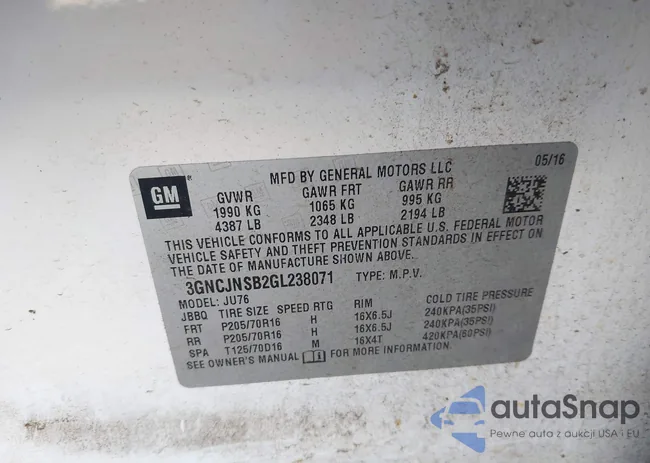 MFD BY GENERAL MOTORS LLC 05/16
GM
GVWR GAWR FRT GAWR RR
1990 KG 1065 KG 995 KG
4387 LB 2348 LB 2194 LB
THIS VEHICLE CONFORMS TO ALL APPLICABLE U.S. FEDERAL MOTOR
VEHICLE SAFETY AND THEFT PREVENTION STANDARDS IN EFFECT ON
THE DATE OF MANUFACTURE SHOWN ABOVE.
3GNCJNSB2GL238071 TYPE: M.P.V.
MODEL: JU76
JBBQ TIRE SIZE SPEED RTG RIM COLD TIRE PRESSURE
FRT P205/70R16 H 16X6.5J 240KPA(35PSI)
RR P205/70R16 H 16X6.5J 240KPA(35PSI)
SPA T125/70D16 M 16X4T 420KPA(60PSI)
SEE OWNER'S MANUAL FOR MORE INFORMATION.
autoSnap
Pewne auta z aukcji USA i EU